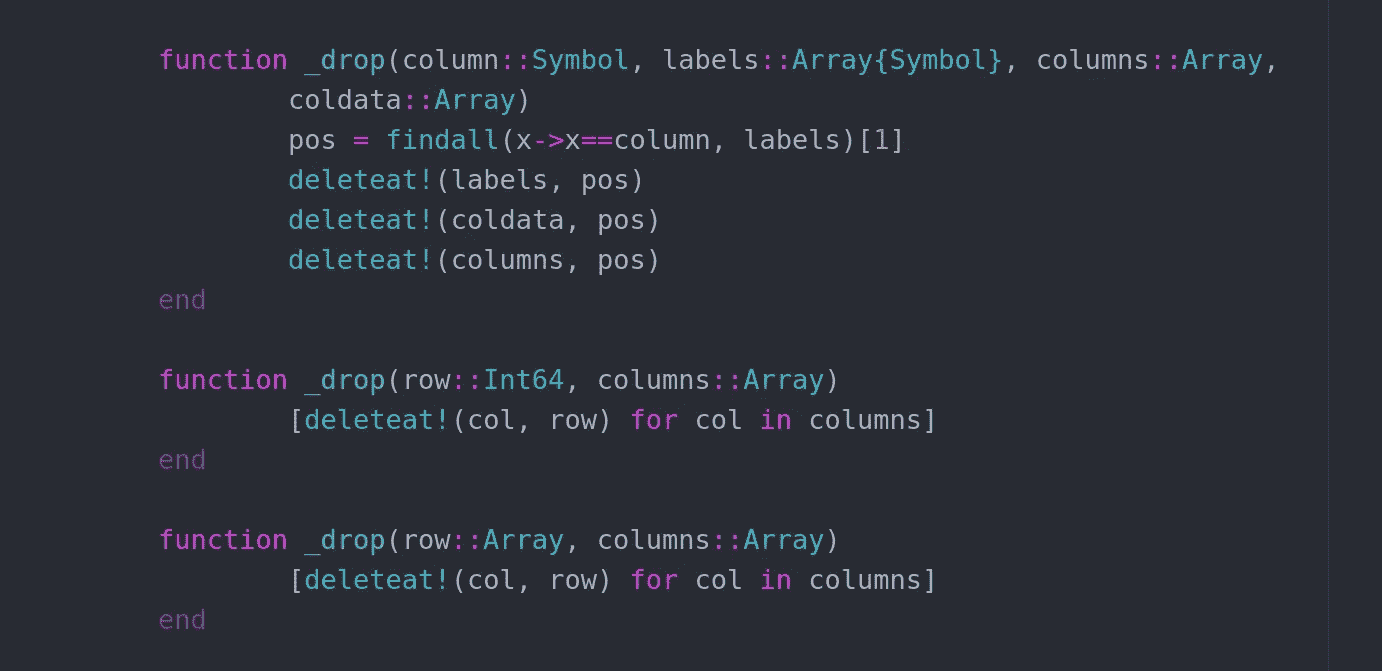 function _drop(column::Symbol, labels::Array{Symbol}, columns::Array,
        coldata::Array)
        pos = findall(x->x==column, labels)[1]
        deleteat!(labels, pos)
        deleteat!(coldata, pos)
        deleteat!(columns, pos)
end

function _drop(row::Int64, columns::Array)
        [deleteat!(col, row) for col in columns]
end

function _drop(row::Array, columns::Array)
        [deleteat!(col, row) for col in columns]
end